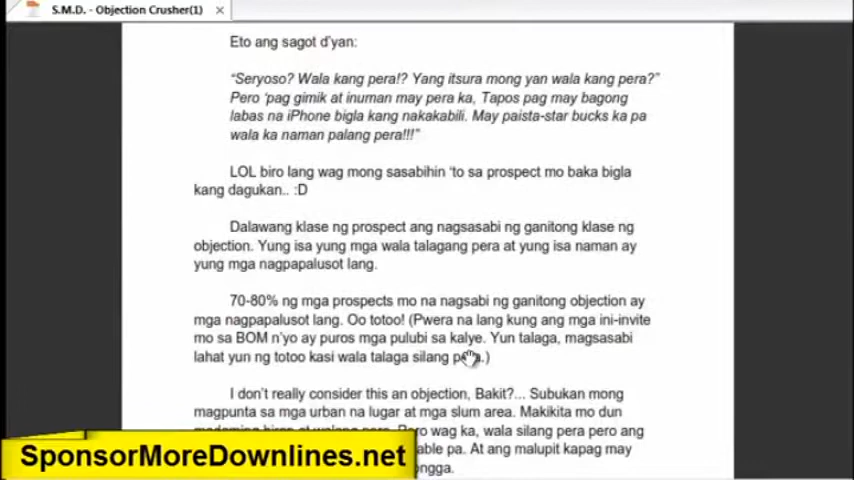 S.M.D. - Objection Crusher(1)
Eto ang sagot d'yan:
“Seryoso? Wala kang pera!? Yang itsura mong yan wala kang pera?”
Pero ‘pag gimik at inuman may pera ka, Tapos pag may bagong
labas na iPhone bigla kang nakakabili. May paista-star bucks ka pa
wala ka naman palang pera!!!”
LOL biro lang wag mong sasabihin ‘to sa prospect mo baka bigla
kang dagukan.. :D
Dalawang klase ng prospect ang nagsasabi ng ganitong klase ng
objection. Yung isa yung mga wala talagang pera at yung isa naman ay
yung mga nagpapalusot lang.
70-80% ng mga prospects mo na nagsabi ng ganitong objection ay
mga nagpapalusot lang. Oo totoo! (Pwera na lang kung ang mga ini-invite
mo sa BOM n’yo ay puros mga pulubi sa kalye. Yun talaga, magsasabi
lahat yun ng totoo kasi wala talaga silang
I don’t really consider this an objection, Bakit?... Subukan mong
magpunta sa mga urban na lugar at mga slum area. Makikita mo dun
wag ka, wala silang pera pero ang
pa. At ang malupit kapag may
SponsorMoreDownlines.net